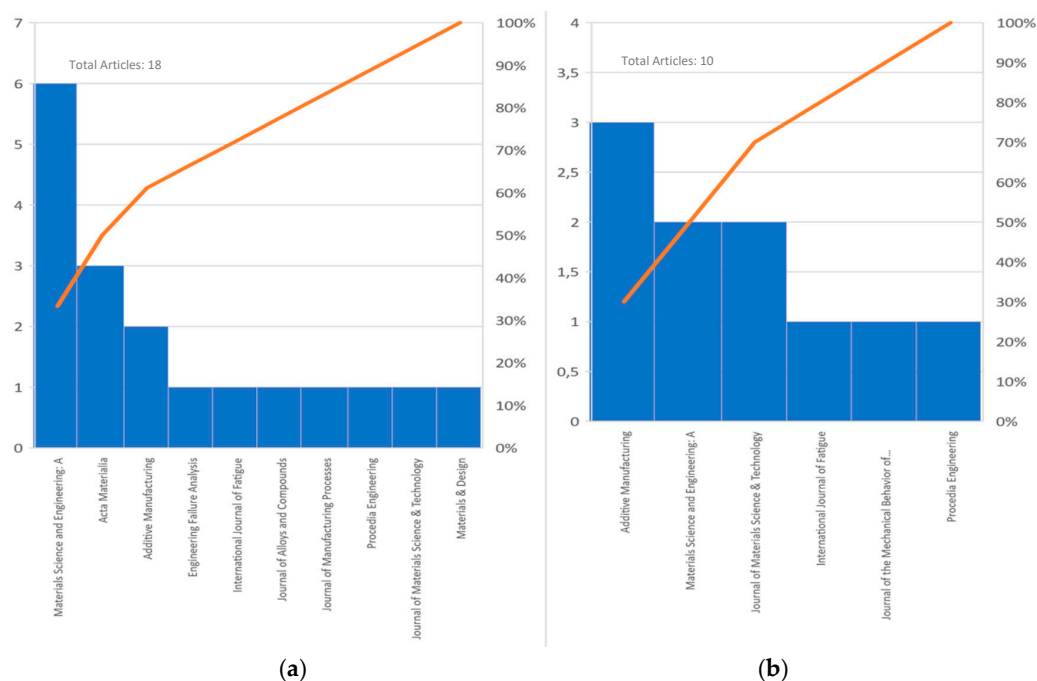 7
6
5
4
3
2
1
0
Total Articles: 18
100%
90%
80%
70%
60%
50%
40%
30%
20%
10%
0%
Materials Science and Engineering: A
Acta Materialia
Additive Manufacturing
Engineering Failure Analysis
International Journal of Fatigue
Journal of Alloys and Compounds
Journal of Manufacturing Processes
Procedia Engineering
Journal of Materials Science & Technology
Materials & Design
(a)
4
3,5
3
2,5
2
1,5
1
0,5
0
Total Articles: 10
100%
90%
80%
70%
60%
50%
40%
30%
20%
10%
0%
Additive Manufacturing
Materials Science and Engineering: A
Journal of Materials Science & Technology
International Journal of Fatigue
Journal of the Mechanical Behavior of...
Procedia Engineering
(b)